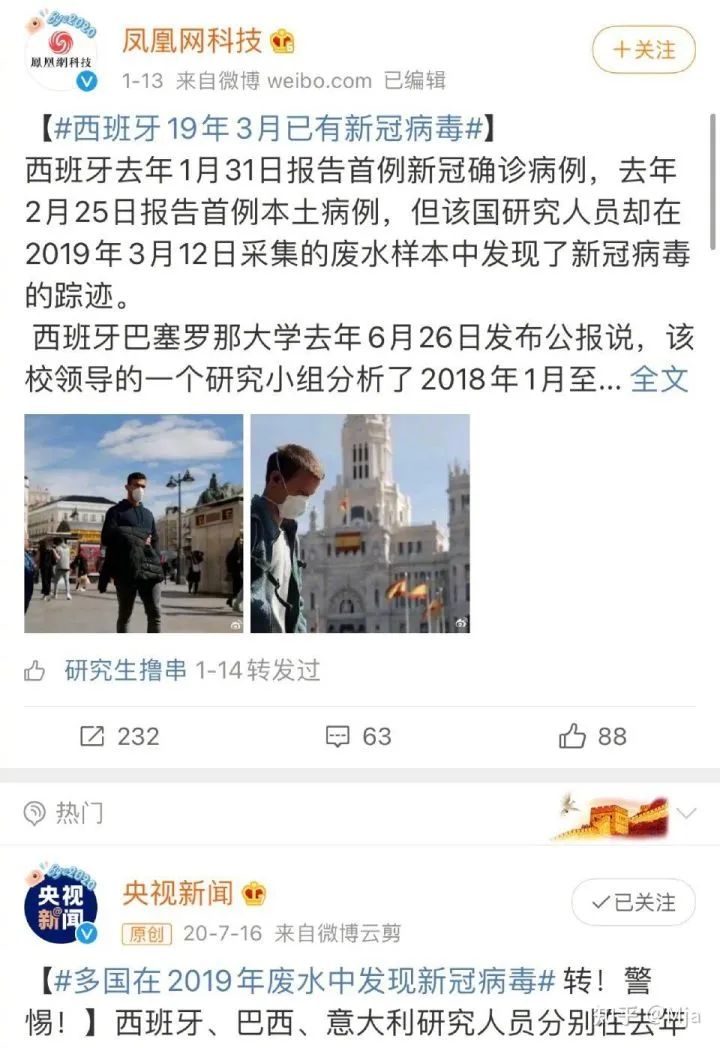 Bye2020
鳳凰網科技
凤凰网科技
1-13 来自微博 weibo.com 已编辑
+关注
【#西班牙19年3月已有新冠病毒#】
西班牙去年1月31日报告首例新冠确诊病例，去年
2月25日报告首例本土病例，但该国研究人员却在
2019年3月12日采集的废水样本中发现了新冠病毒
的踪迹。
西班牙巴塞罗那大学去年6月26日发布公报说，该
校领导的一个研究小组分析了2018年1月至... 全文
研究生撸串 1-14转发过
232 63 88
热门
Bye2020
央视
新闻
央视新闻
原创 20-7-16 来自微博云剪
已关注
【#多国在2019年废水中发现新冠病毒# 转！警
惕！】西班牙、巴西、意大利研究人员分别在去年
知乎 @Mja